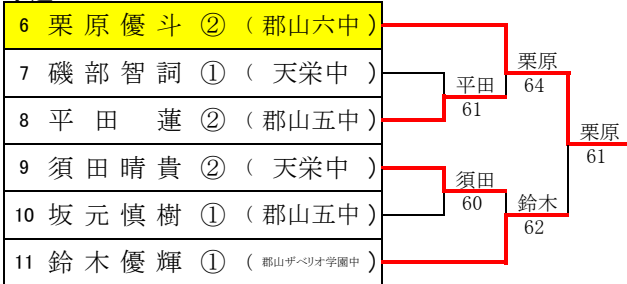 6 栗原優斗 ② (郡山六中)
7 磯部智詞 ① ( 天栄中 )
8 平田 蓮 ② (郡山五中)
9 須田晴貴 ② ( 天栄中 )
10 坂元慎樹 ① (郡山五中)
11 鈴木優輝 ① ( 郡山ザベリオ学園中 )
平田
61
須田
60
栗原
64
鈴木
62
栗原
61